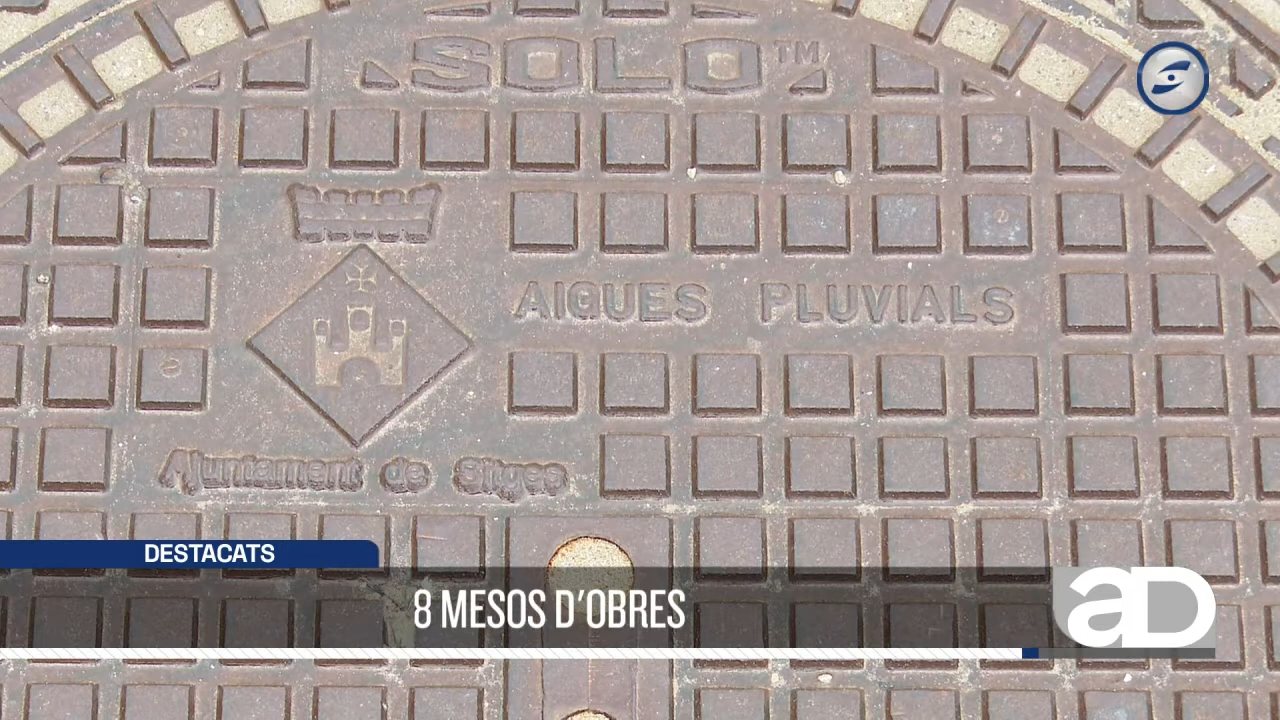 SOLO™
AIGUES PLUVIALS
Ajuntament de Sitges
DESTACATS
8 MESOS D'OBRES
aD